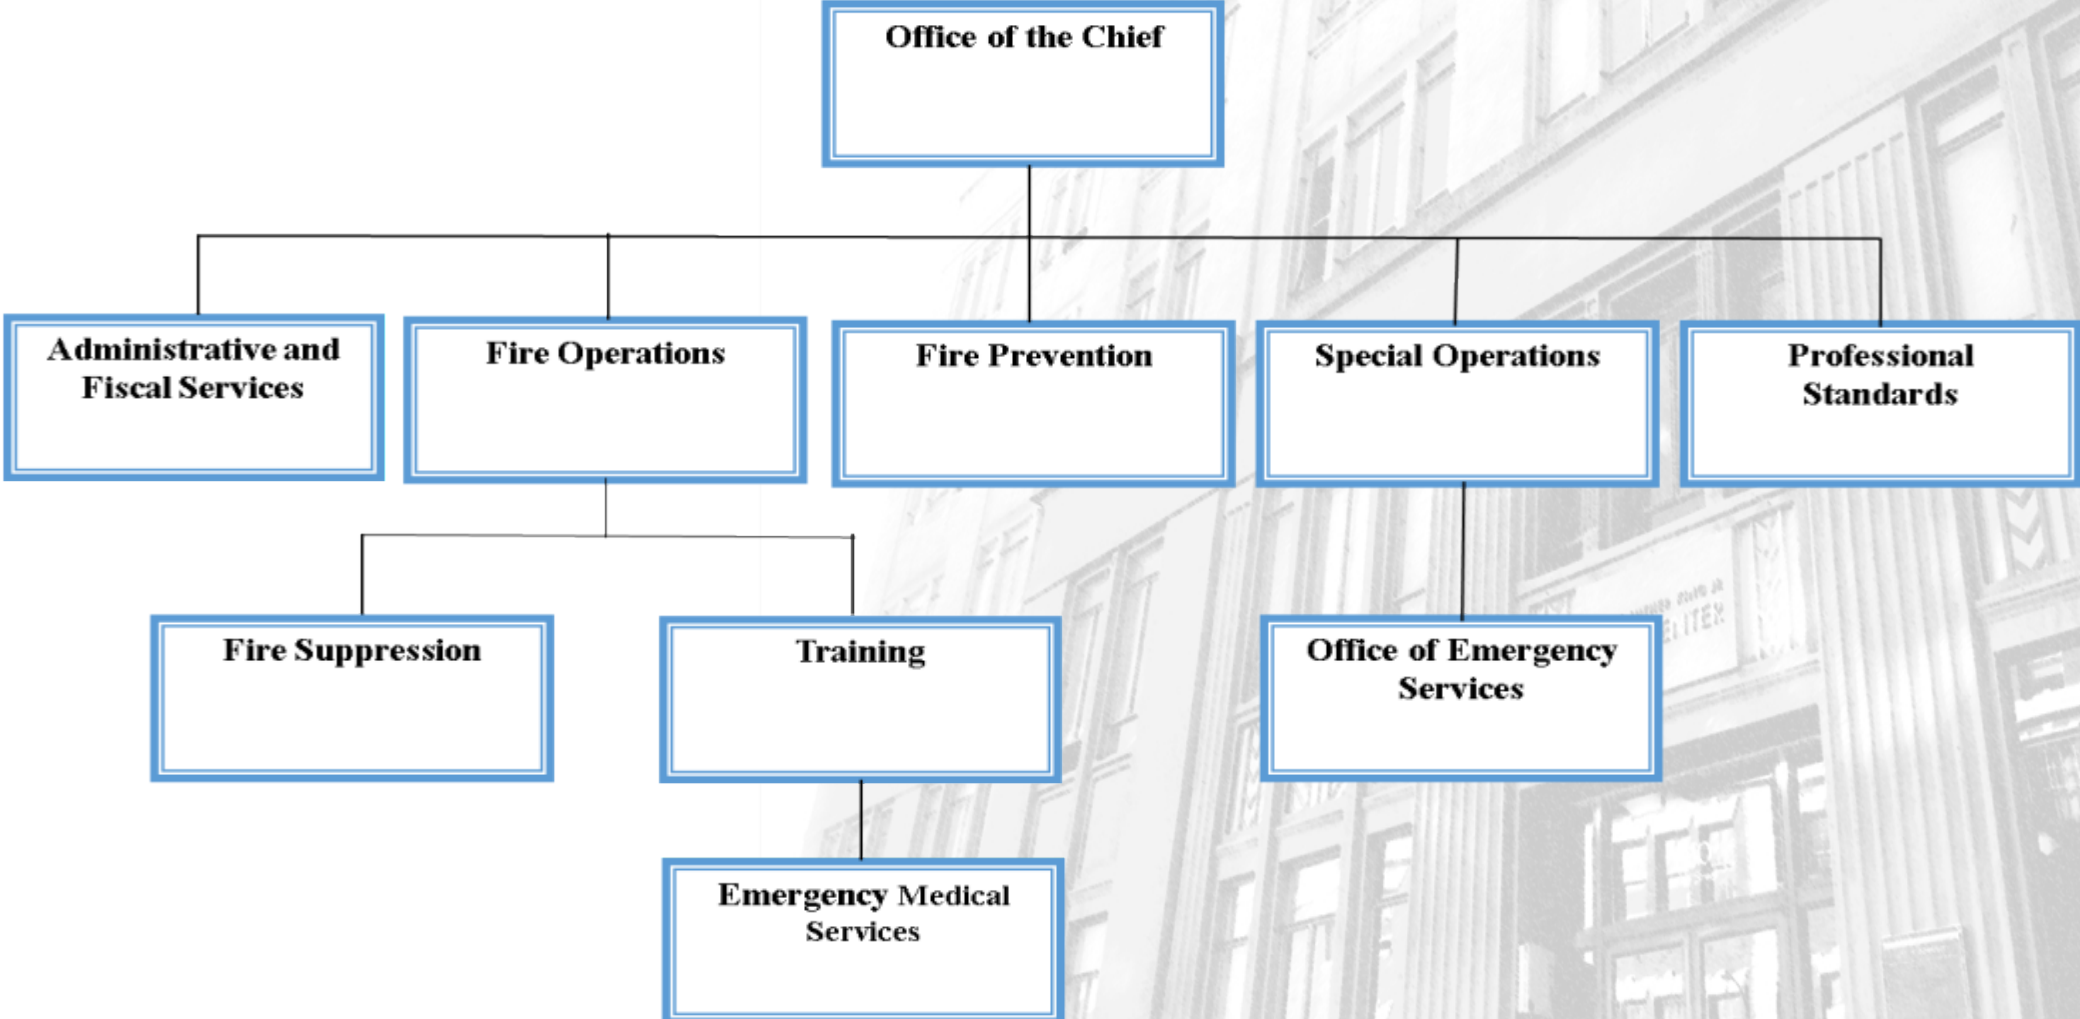 Office of the Chief
Administrative and
Fiscal Services
Fire Operations
Fire Prevention
Special Operations
Professional
Standards
Fire Suppression
Training
Office of Emergency
Services
Emergency Medical
Services